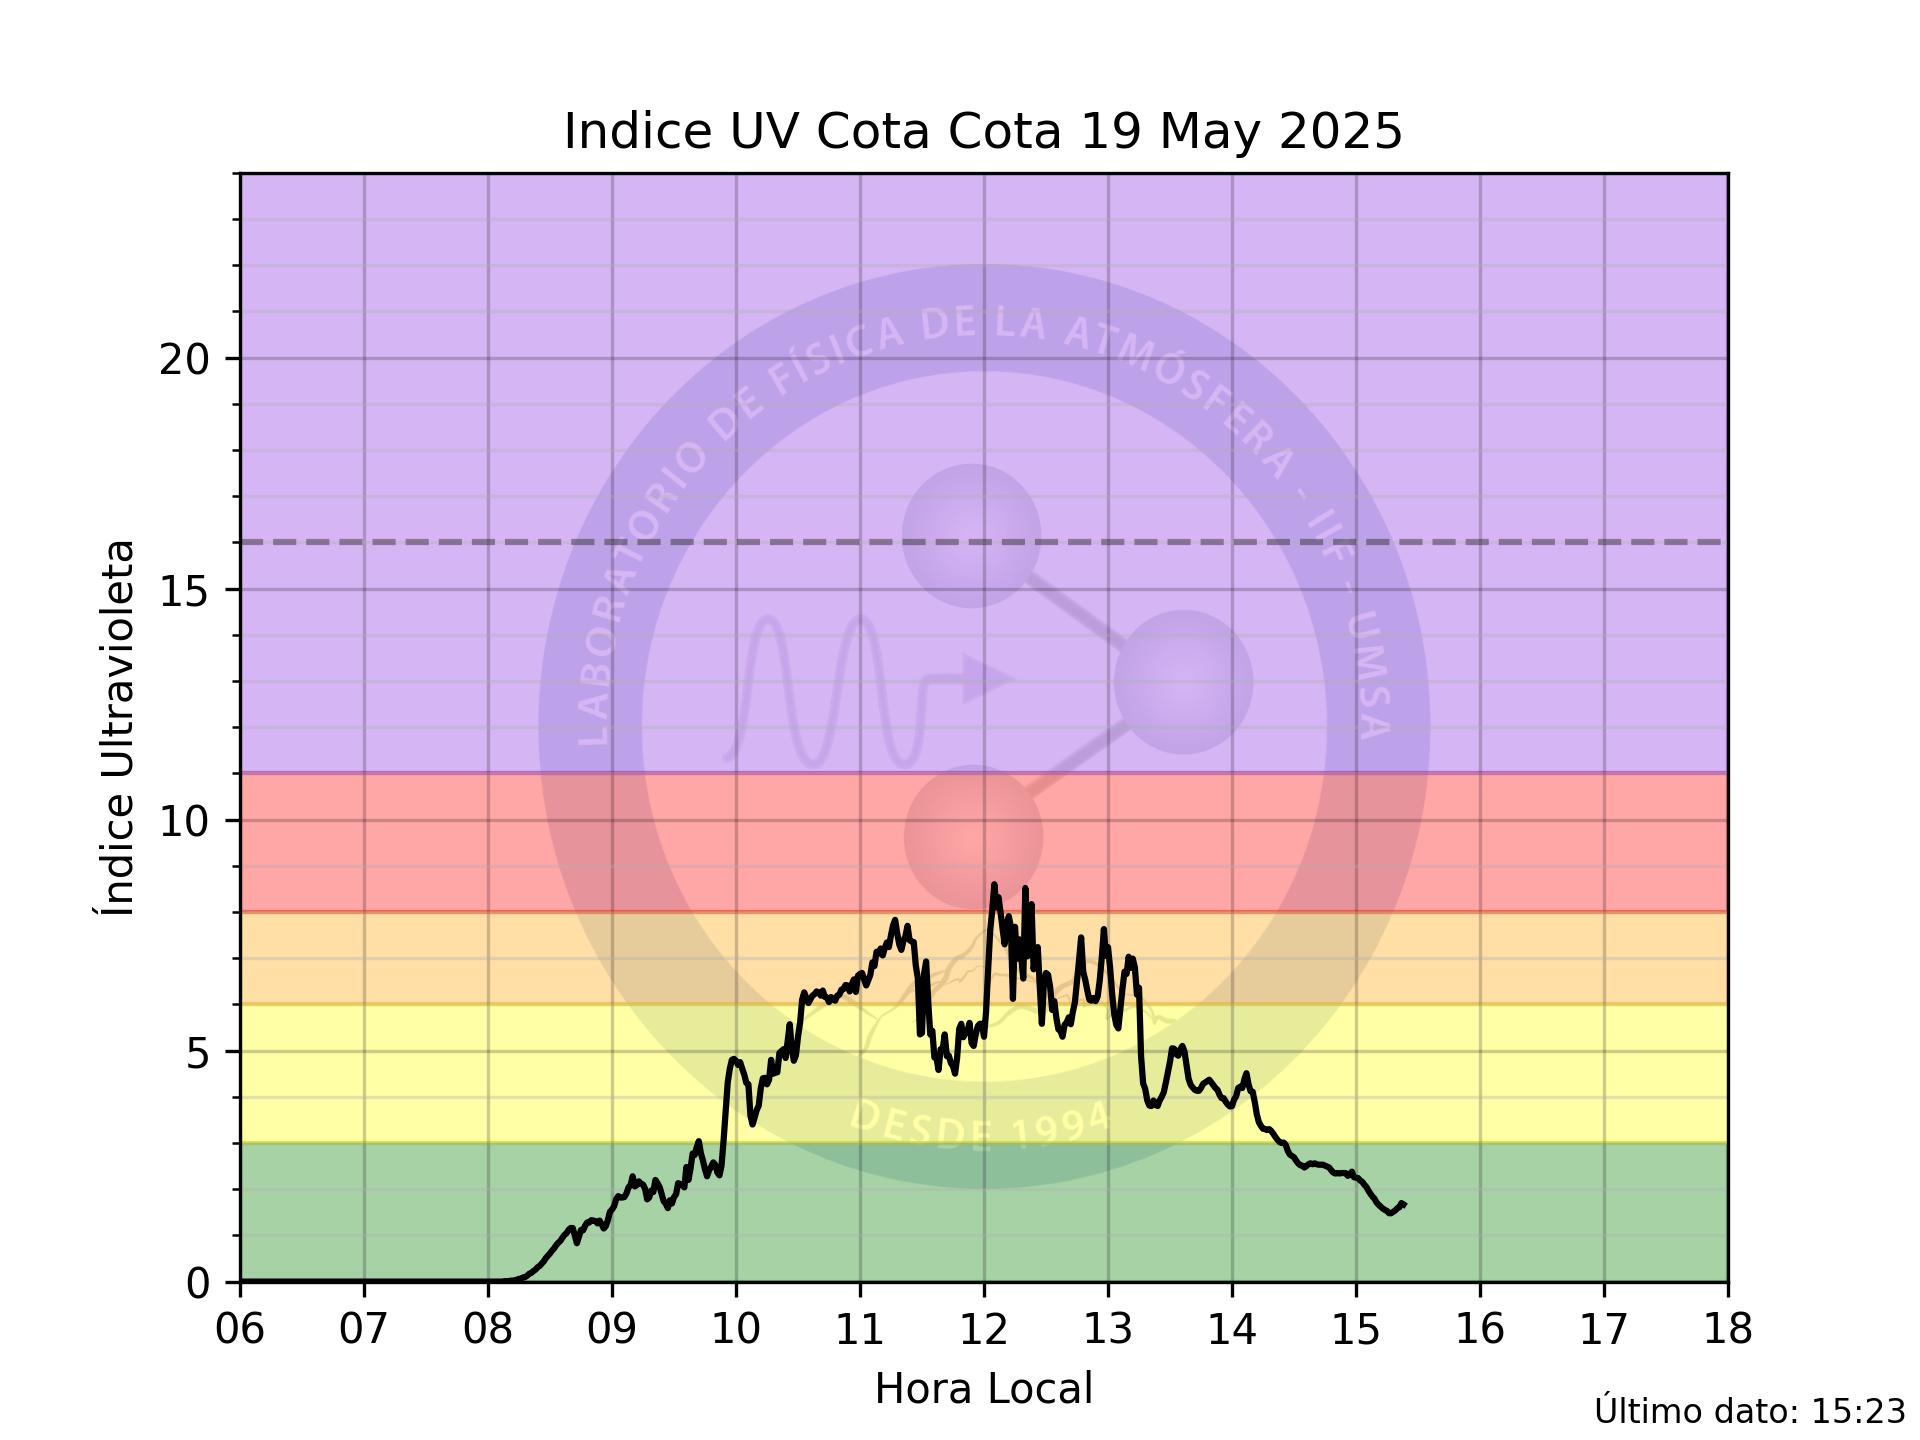 Indice UV Cota Cota 19 May 2025
LABORATORIO DE FÍSICA DE LA ATMÓSFERA - IIF - UMSA
DESDE 1994
Índice Ultravioleta
20
15
10
5
0
06 07 08 09 10 11 12 13 14 15 16 17 18
Hora Local
Último dato: 15:23